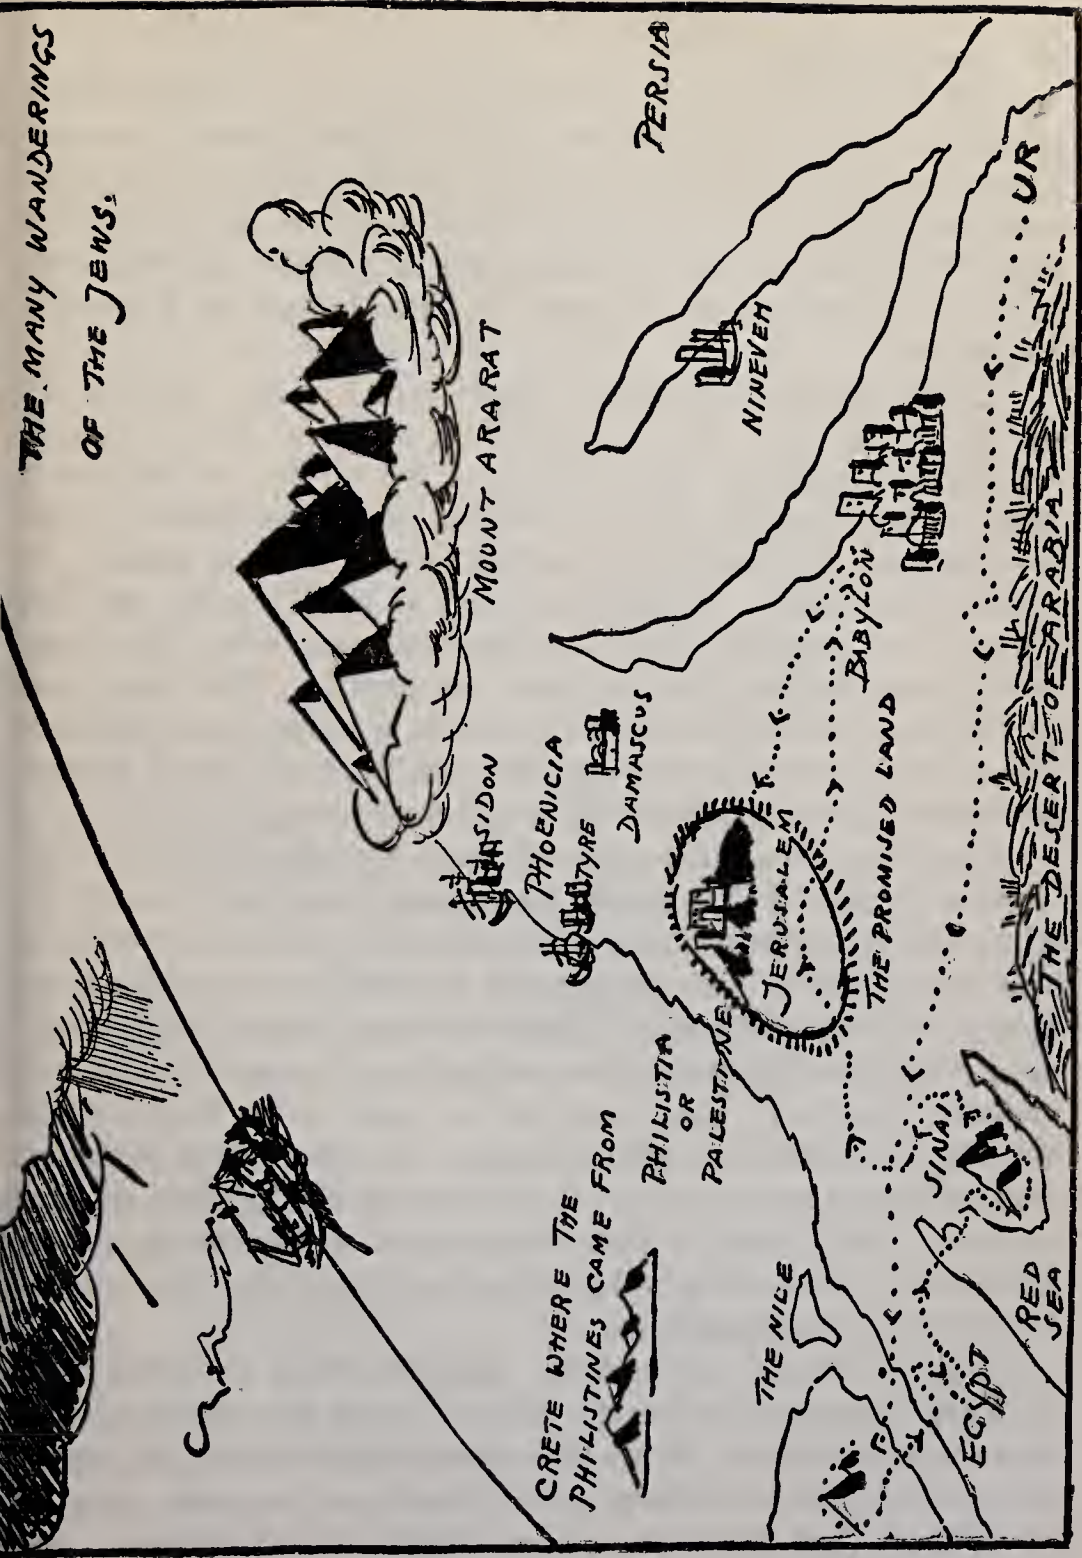 THE MANY WANDERINGS
OF THE JEWS.
MOUNT ARARAT
PERSIA
NINEVEH
SIDON
PHOENICIA
TYRE
DAMASCUS
BABYLON
UR
JERUSALEM
THE PROMISED LAND
THE DESERT OF ARABIA
CRETE WHERE THE
PHILISTINES CAME FROM
PHILISTIA
OR
PALESTINE
THE NILE
SINAI
EGYPT
RED
SEA